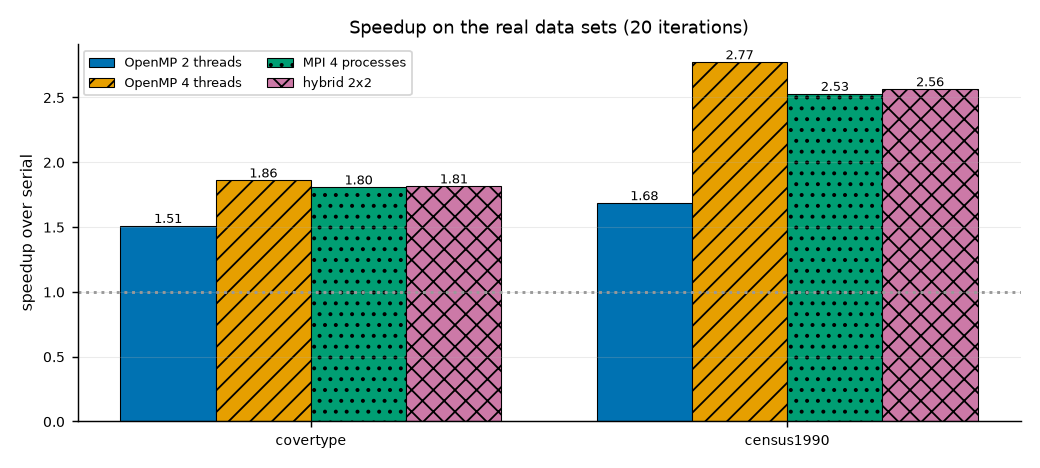 Speedup on the real data sets (20 iterations)
OpenMP 2 threads
OpenMP 4 threads
MPI 4 processes
hybrid 2x2
speedup over serial
2.5
2.0
1.5
1.0
0.5
0.0
1.51
1.86
1.80
1.81
1.68
2.77
2.53
2.56
covertype
census1990